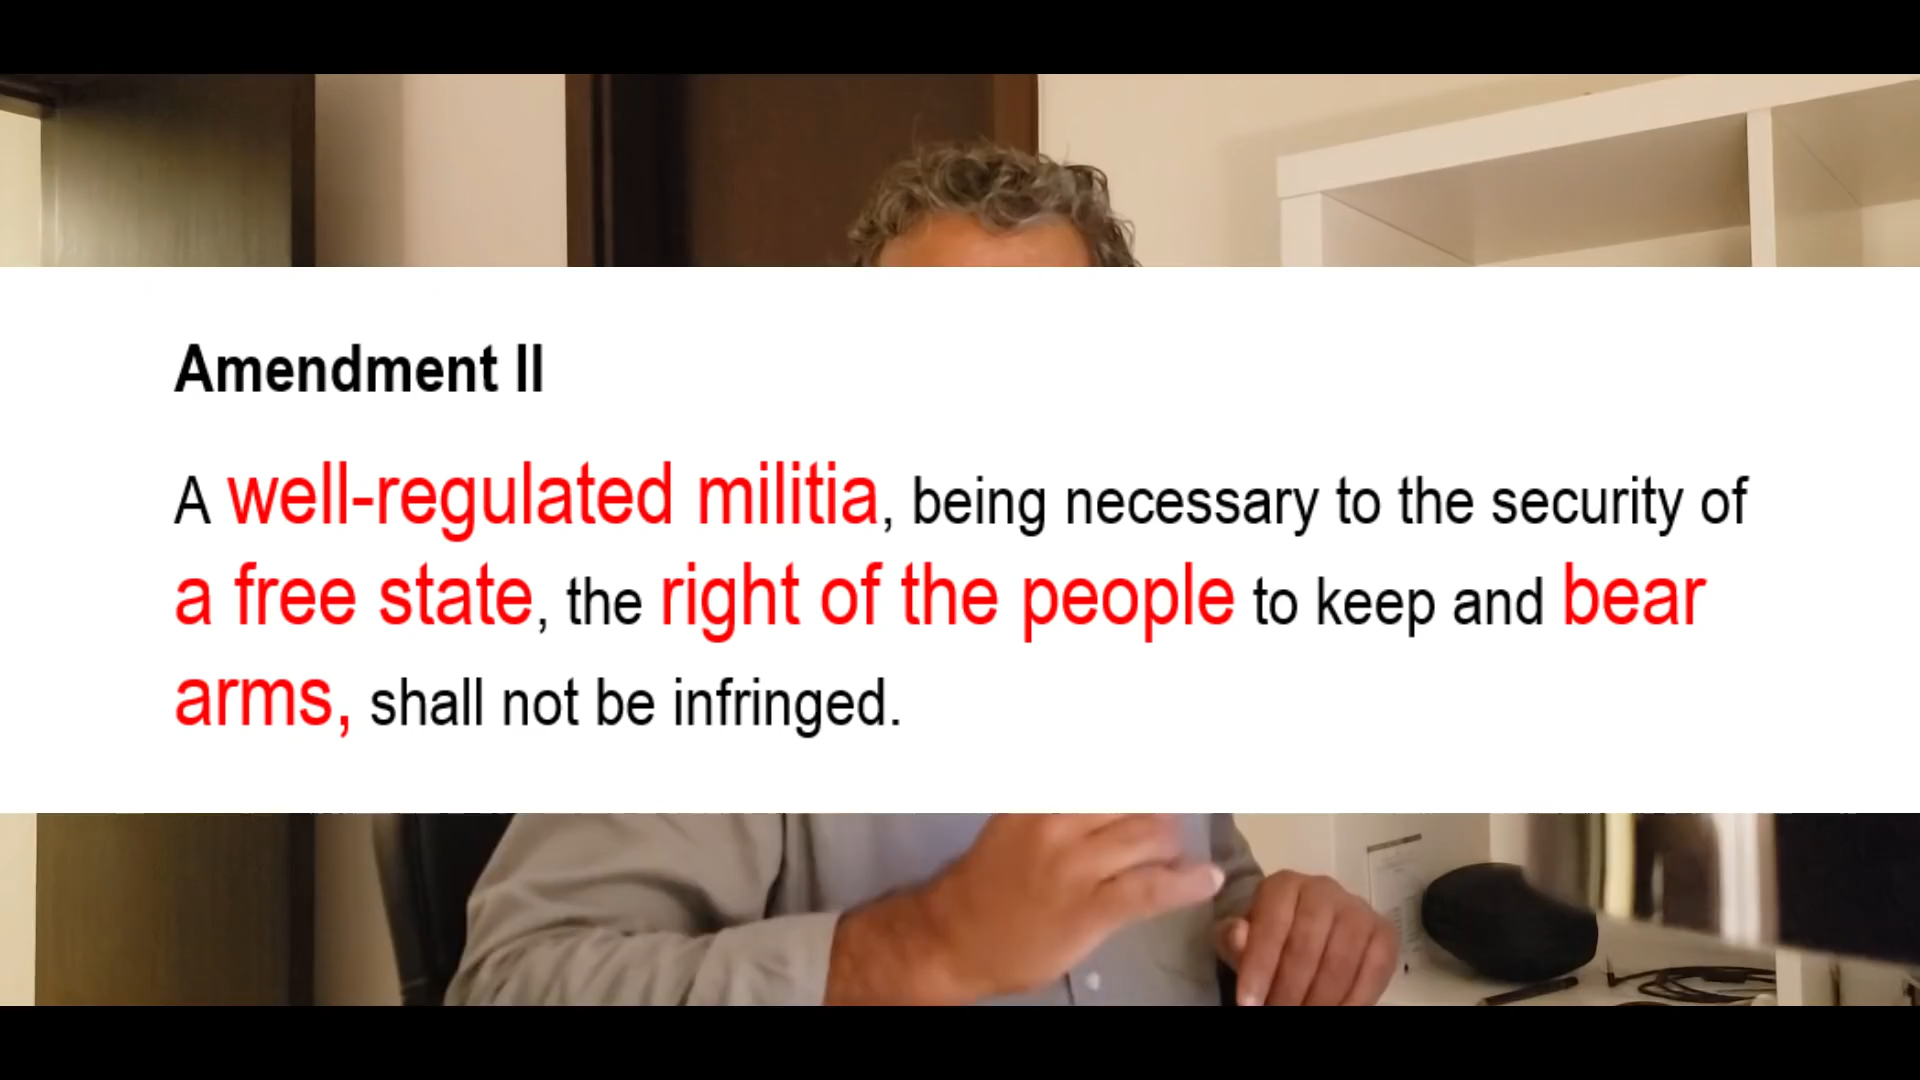 Amendment II
A well-regulated militia, being necessary to the security of
a free state, the right of the people to keep and bear
arms, shall not be infringed.